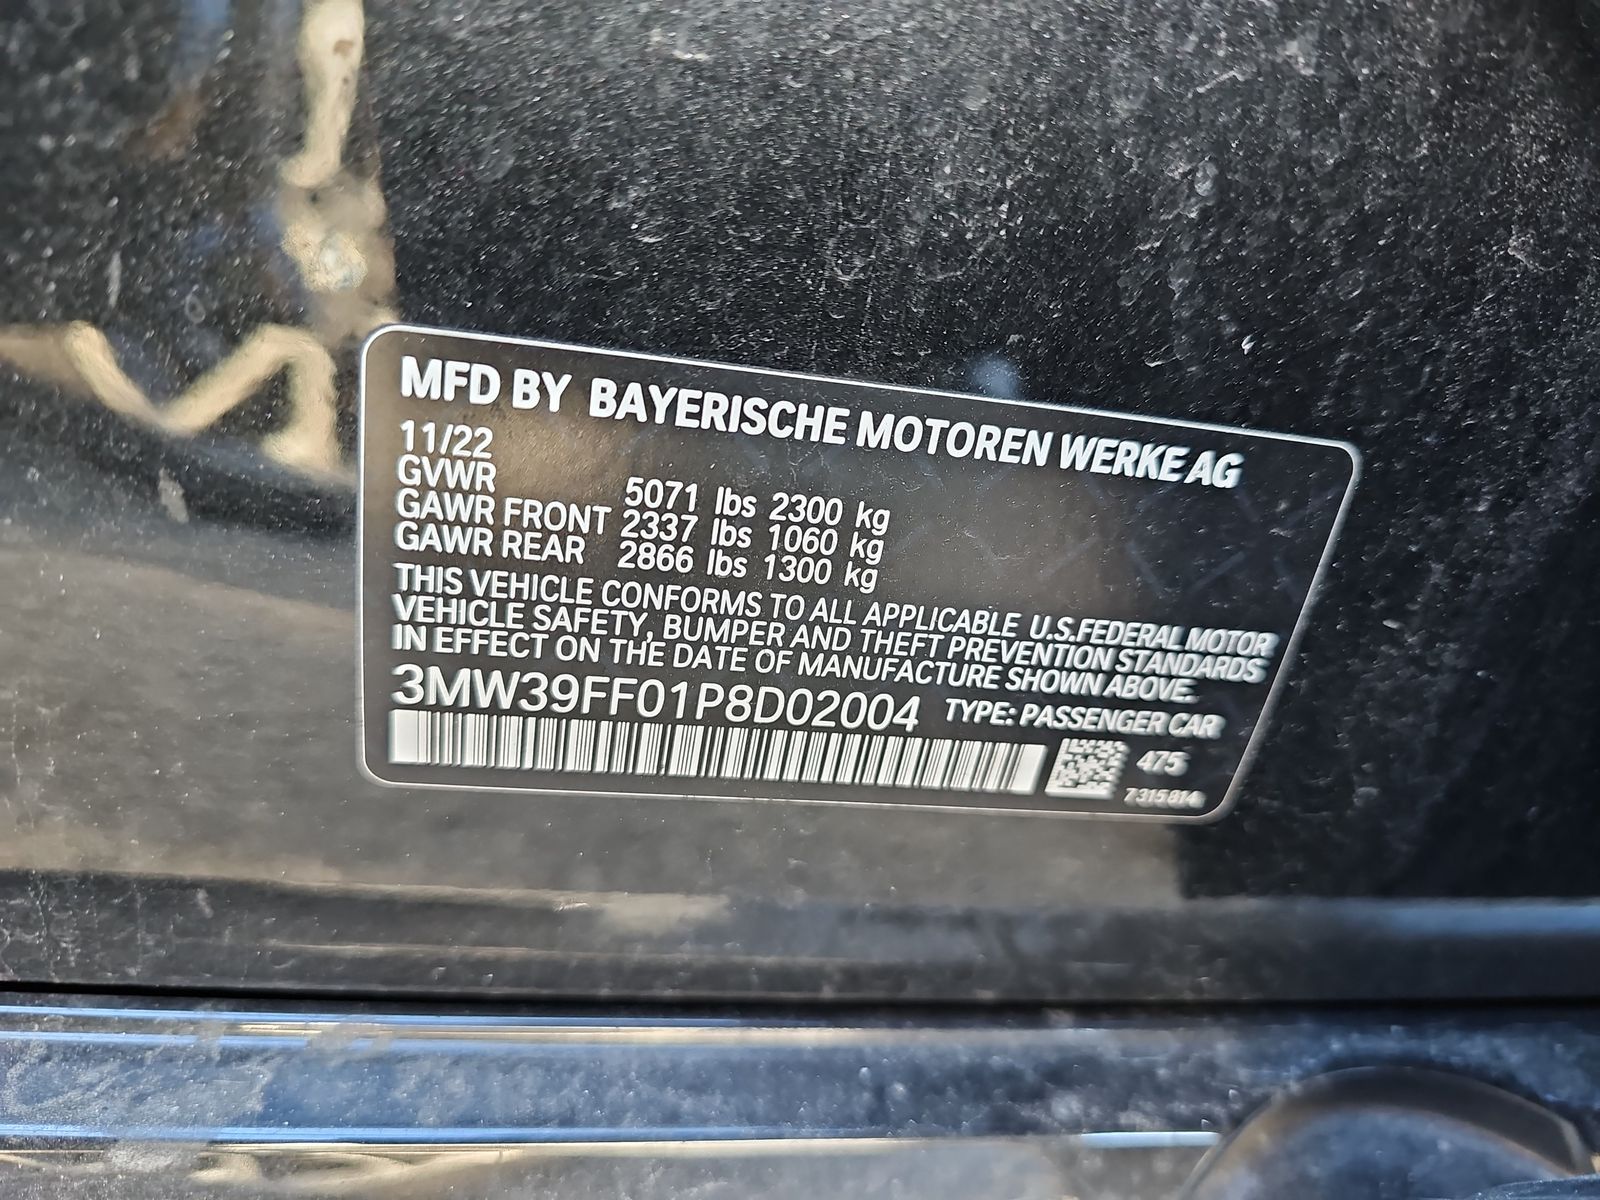 MFD BY BAYERISCHE MOTOREN WERKE AG
11/22
GVWR 5071 lbs 2300 kg
GAWR FRONT 2337 lbs 1060 kg
GAWR REAR 2866 lbs 1300 kg
THIS VEHICLE CONFORMS TO ALL APPLICABLE U.S.FEDERAL MOTOR
VEHICLE SAFETY, BUMPER AND THEFT PREVENTION STANDARDS
IN EFFECT ON THE DATE OF MANUFACTURE SHOWN ABOVE.
3MW39FF01P8D02004 TYPE: PASSENGER CAR
475
7315814